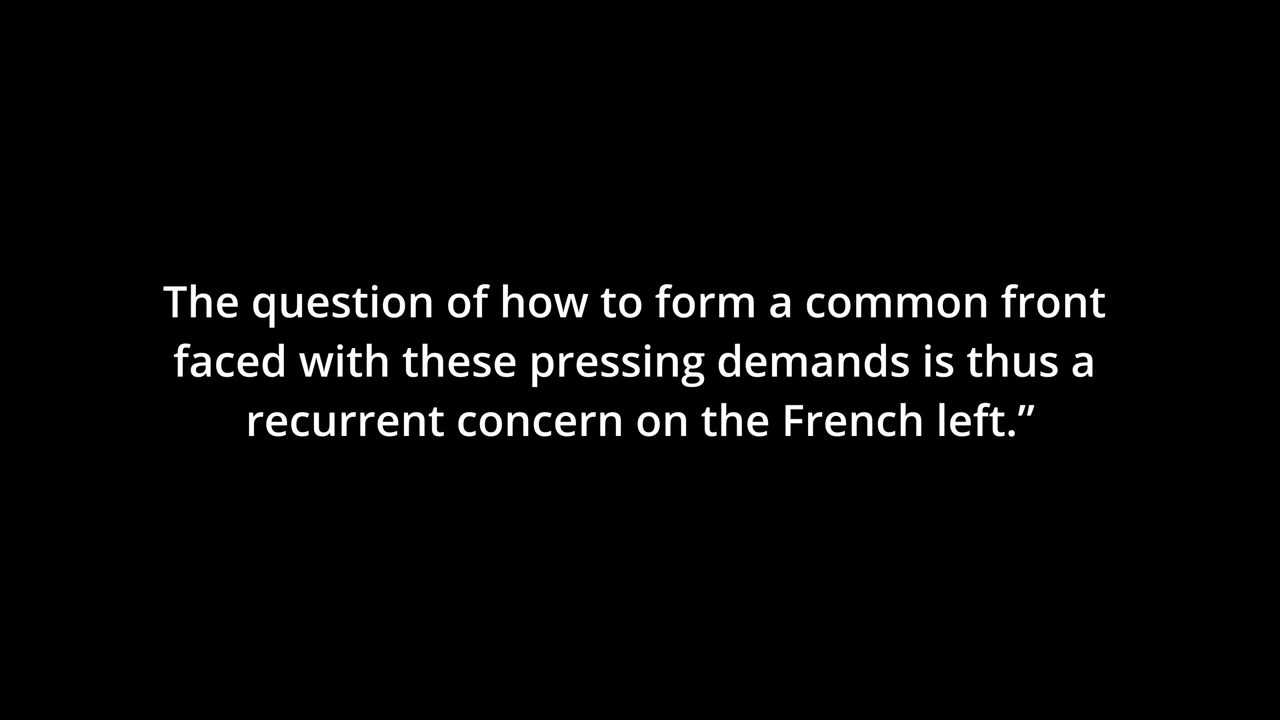 The question of how to form a common front
faced with these pressing demands is thus a
recurrent concern on the French left.”